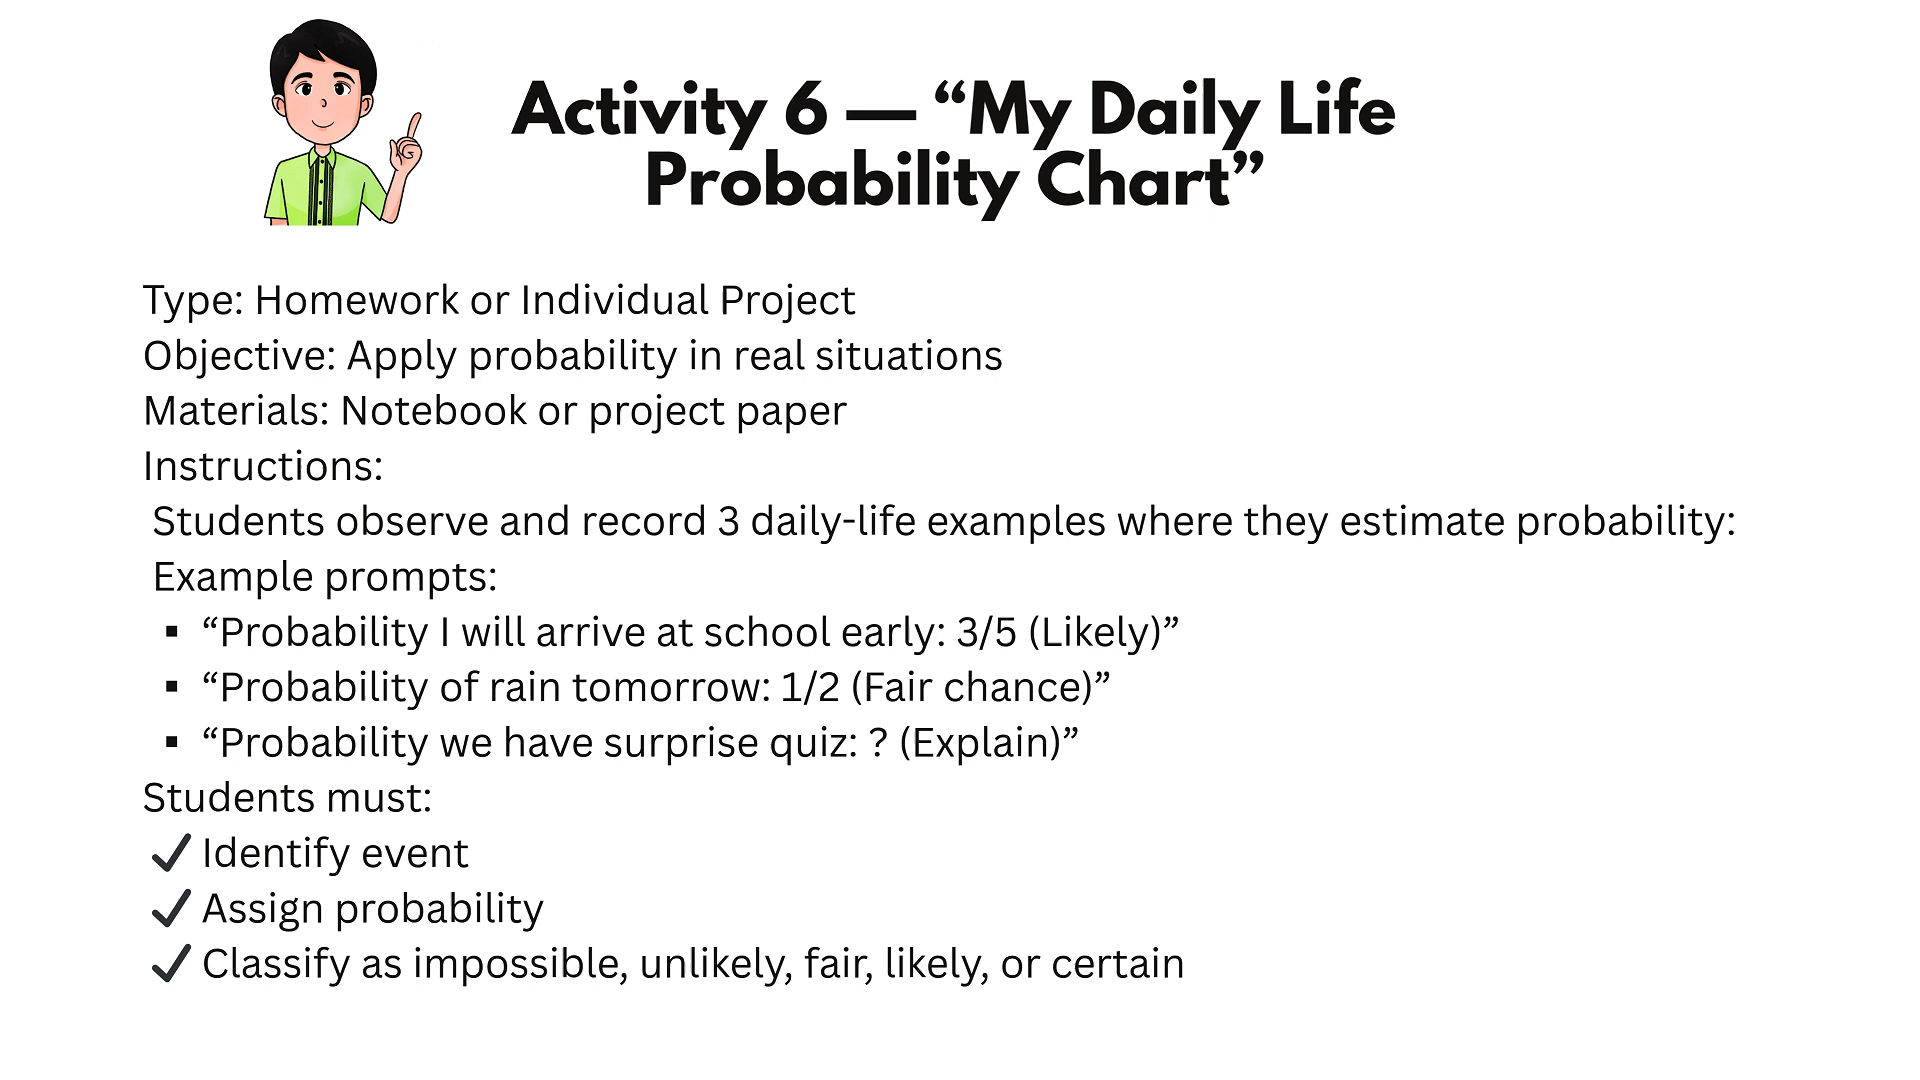 Activity 6 — “My Daily Life
Probability Chart”
Type: Homework or Individual Project
Objective: Apply probability in real situations
Materials: Notebook or project paper
Instructions:
Students observe and record 3 daily-life examples where they estimate probability:
Example prompts:
▪ “Probability I will arrive at school early: 3/5 (Likely)”
▪ “Probability of rain tomorrow: 1/2 (Fair chance)”
▪ “Probability we have surprise quiz: ? (Explain)”
Students must:
✔ Identify event
✔ Assign probability
✔ Classify as impossible, unlikely, fair, likely, or certain